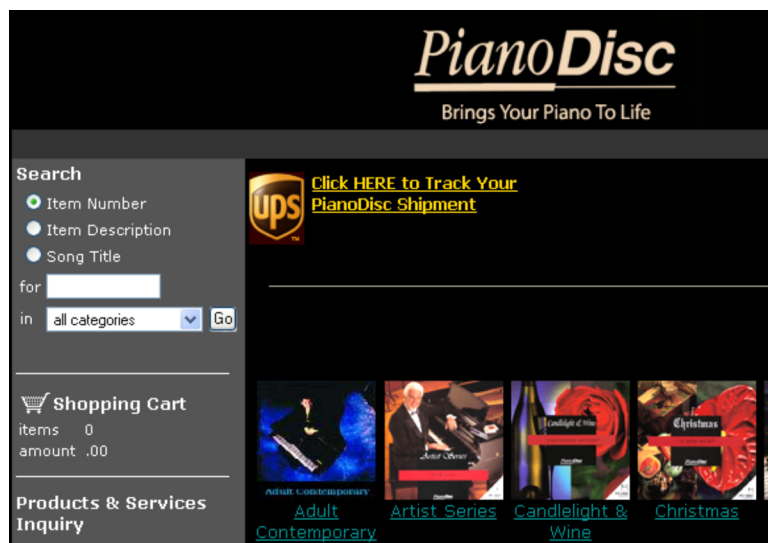 PianoDisc
Brings Your Piano To Life
Search
Item Number
Item Description
Song Title
for
in all categories Go
Shopping Cart
items 0
amount .00
Products & Services
Inquiry
ups
Click HERE to Track Your
PianoDisc Shipment
Adult Contemporary
Artist Series
Candlelight & Wine
Christmas
Adult
Contemporary
Artist Series
Candlelight &
Wine
Christmas